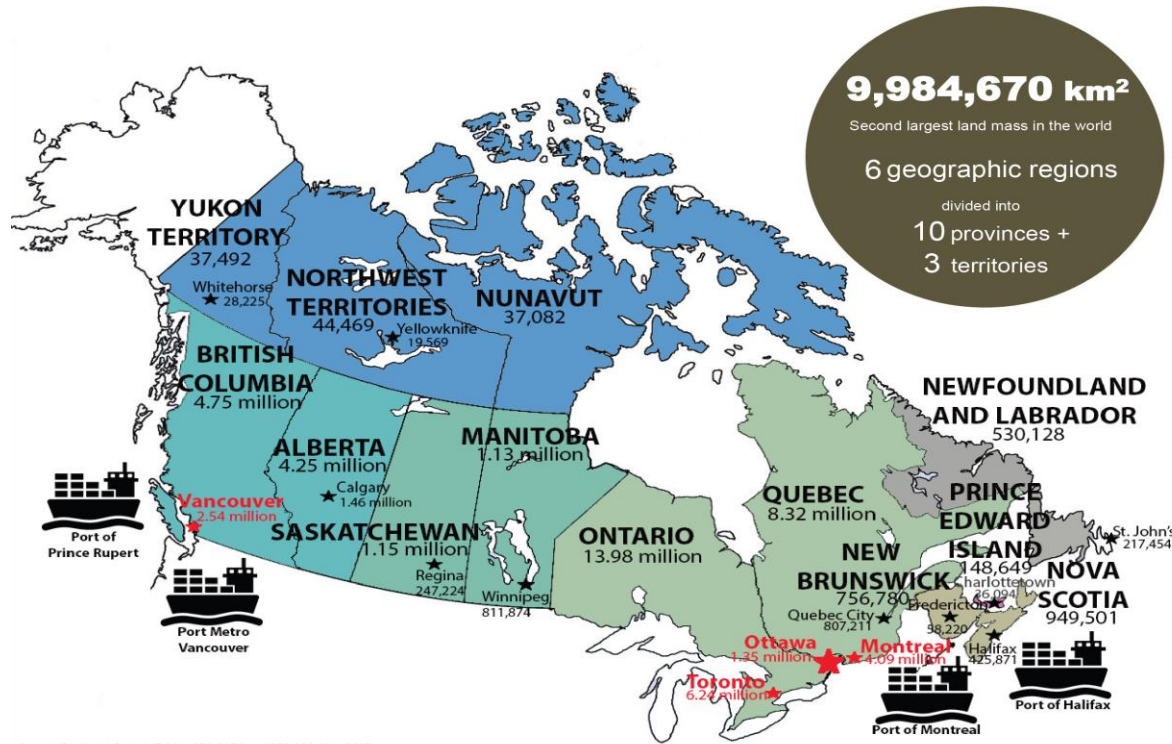 9,984,670 km²
Second largest land mass in the world
6 geographic regions
divided into
10 provinces +
3 territories
YUKON
TERRITORY
37,492
Whitehorse
28,225
NORTHWEST
TERRITORIES
44,469
Yellowknife
19,569
NUNAVUT
37,082
BRITISH
COLUMBIA
4.75 million
ALBERTA
4.25 million
Calgary
1.46 million
MANITOBA
1.13 million
Vancouver
2.54 million
SASKATCHEWAN
1.15 million
Regina
247,224
Winnipeg
811,874
ONTARIO
13.98 million
QUEBEC
8.32 million
NEWFOUNDLAND
AND LABRADOR
530,128
PRINCE
EDWARD
ISLAND
148,649
Charlottetown
36,094
St. John's
217,454
NEW
BRUNSWICK
756,780
Fredericton
58,220
NOVA
SCOTIA
949,501
Quebec City
807,211
Halifax
425,871
Ottawa
1.35 million
Montreal
4.09 million
Toronto
6.24 million
Port of
Prince Rupert
Port Metro
Vancouver
Port of Montreal
Port of Halifax